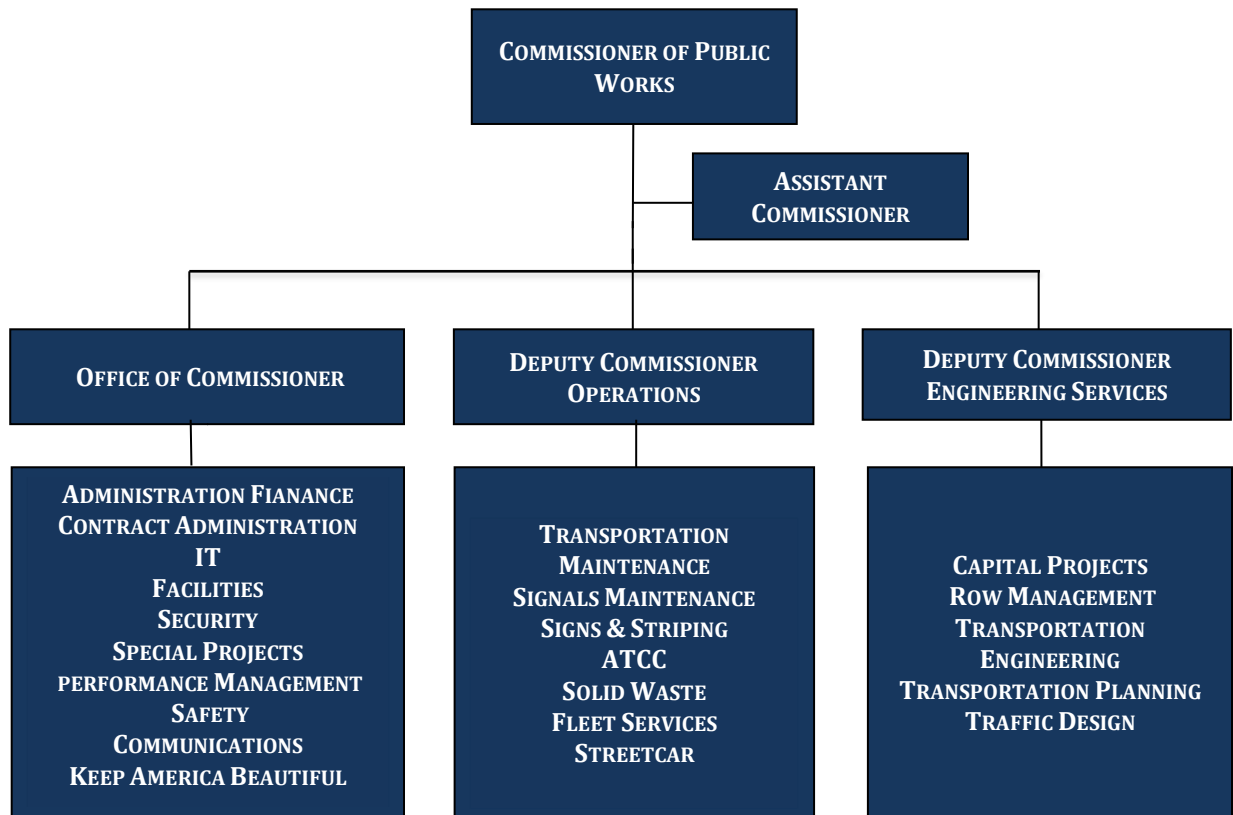 COMMISSIONER OF PUBLIC
WORKS
ASSISTANT
COMMISSIONER
OFFICE OF COMMISSIONER
DEPUTY COMMISSIONER
OPERATIONS
DEPUTY COMMISSIONER
ENGINEERING SERVICES
ADMINISTRATION FIANANCE
CONTRACT ADMINISTRATION
IT
FACILITIES
SECURITY
SPECIAL PROJECTS
PERFORMANCE MANAGEMENT
SAFETY
COMMUNICATIONS
KEEP AMERICA BEAUTIFUL
TRANSPORTATION
MAINTENANCE
SIGNALS MAINTENANCE
SIGNS & STRIPING
ATCC
SOLID WASTE
FLEET SERVICES
STREETCAR
CAPITAL PROJECTS
ROW MANAGEMENT
TRANSPORTATION
ENGINEERING
TRANSPORTATION PLANNING
TRAFFIC DESIGN